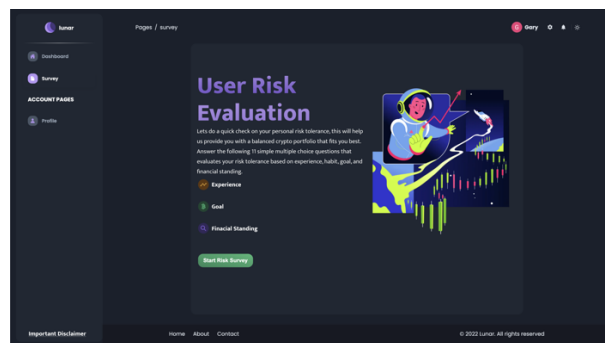 lunar
Pages / survey
G Gary
Dashboard
Survey
ACCOUNT PAGES
Profile
User Risk
Evaluation
Lets do a quick check on your personal risk tolerance, this will help
us provide you with a balanced crypto portfolio that fits you best.
Answer the following 11 simple multiple choice questions that
evaluates your risk tolerance based on experience, habit, goal, and
financial standing.
Experience
$ Goal
Finacial Standing
Start Risk Survey
Important Disclaimer
Home About Contact
© 2022 Lunar. All rights reserved